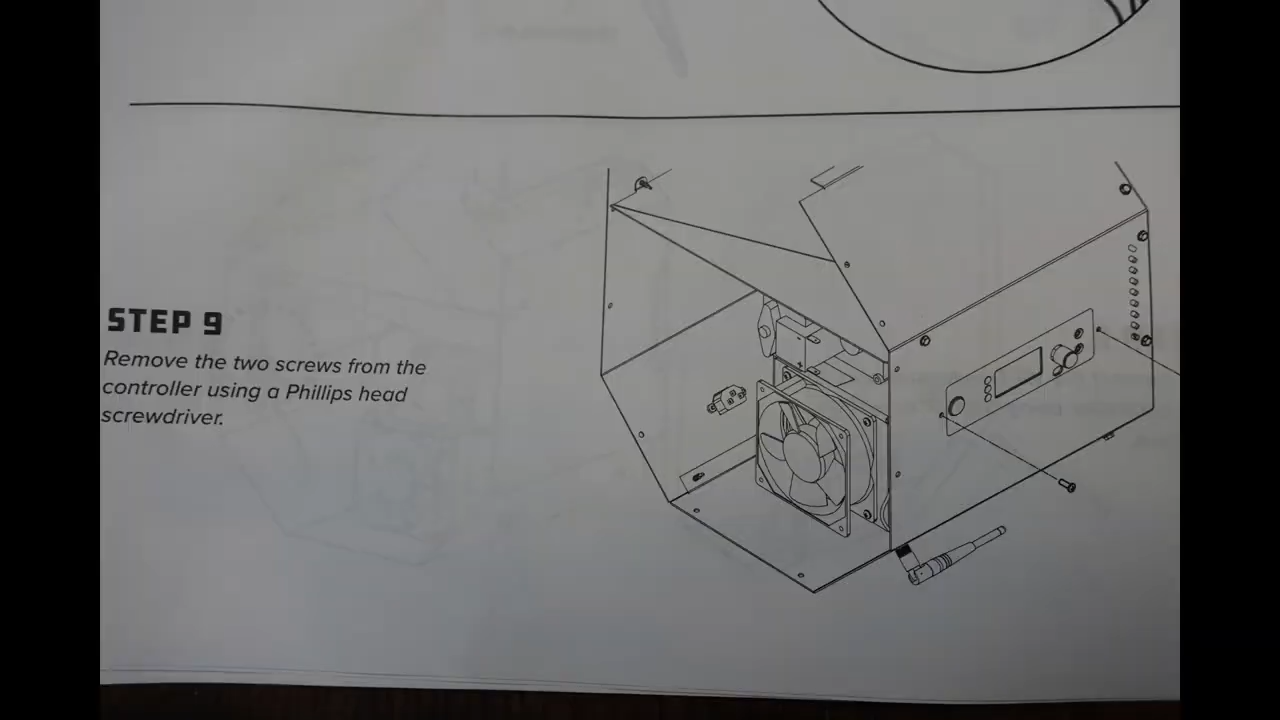 STEP 9
Remove the two screws from the
controller using a Phillips head
screwdriver.